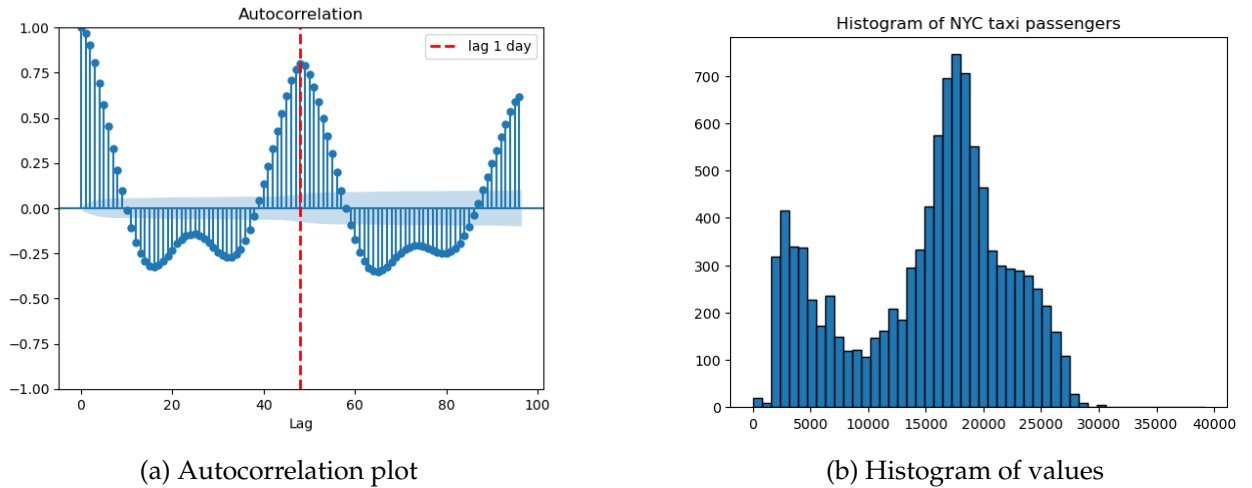 Autocorrelation
1.00
0.75
0.50
0.25
0.00
−0.25
−0.50
−0.75
−1.00
0 20 40 60 80 100
Lag
lag 1 day
(a) Autocorrelation plot
Histogram of NYC taxi passengers
700
600
500
400
300
200
100
0
0 5000 10000 15000 20000 25000 30000 35000 40000
(b) Histogram of values